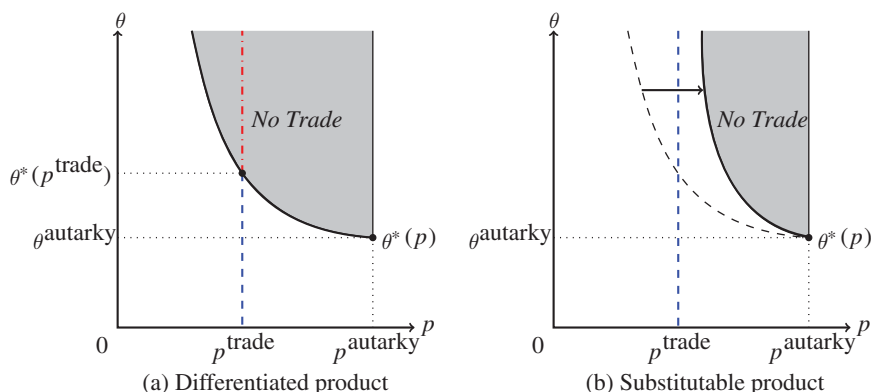 θ
No Trade
θ*(p^trade)
θ^autarky
θ*(p)
0
p^trade
p^autarky
p
(a) Differentiated product
θ
No Trade
θ^autarky
θ*(p)
0
p^trade
p^autarky
p
(b) Substitutable product